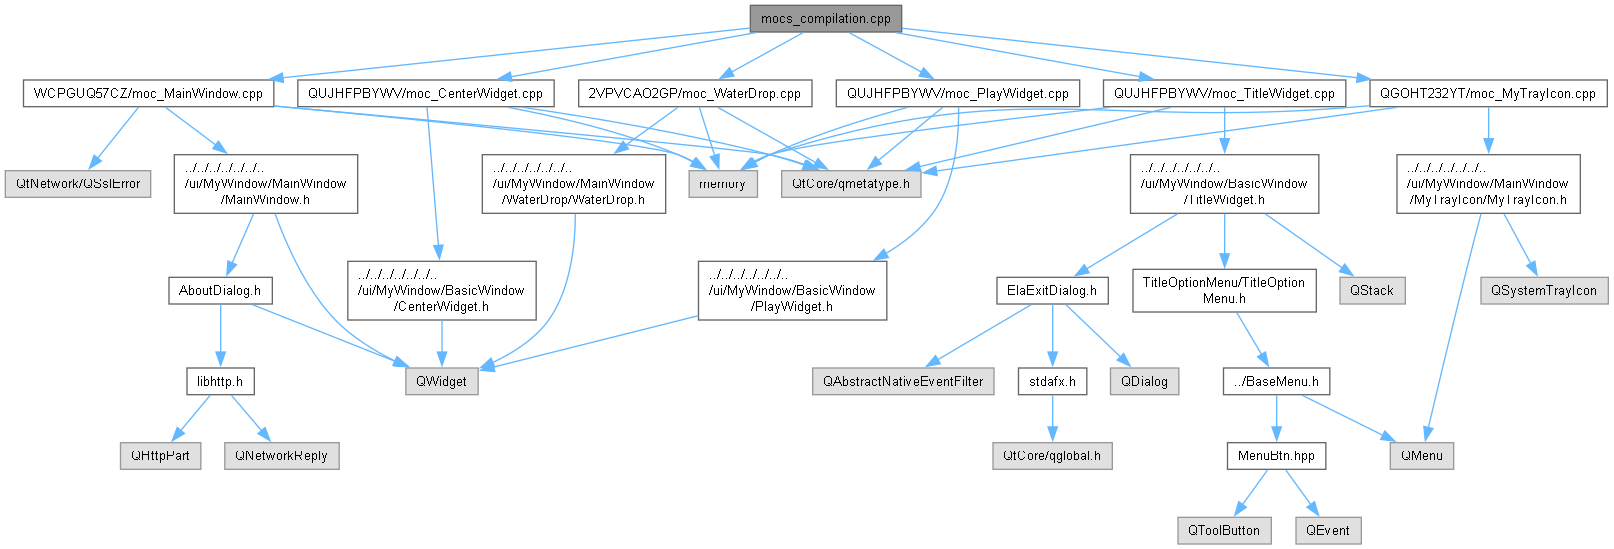 mocs_compilation.cpp
WCPGUQ57CZ/moc_MainWindow.cpp
QUJHFPBYWV/moc_CenterWidget.cpp
2VPVCAO2GP/moc_WaterDrop.cpp
QUJHFPBYWV/moc_PlayWidget.cpp
QUJHFPBYWV/moc_TitleWidget.cpp
QGOHT232YT/moc_MyTrayIcon.cpp
QtNetwork/QSslError
../../../../../../..
/ui/MyWindow/MainWindow
/MainWindow.h
../../../../../../..
/ui/MyWindow/MainWindow
/WaterDrop/WaterDrop.h
memory
QtCore/qmetatype.h
../../../../../../..
/ui/MyWindow/BasicWindow
/TitleWidget.h
../../../../../../..
/ui/MyWindow/MainWindow
/MyTrayIcon/MyTrayIcon.h
AboutDialog.h
../../../../../../..
/ui/MyWindow/BasicWindow
/CenterWidget.h
../../../../../../..
/ui/MyWindow/BasicWindow
/PlayWidget.h
ElaExitDialog.h
TitleOptionMenu/TitleOption
Menu.h
QStack
QSystemTrayIcon
libhttp.h
QWidget
QAbstractNativeEventFilter
stdafx.h
QDialog
../BaseMenu.h
QHttpPart
QNetworkReply
QtCore/qglobal.h
MenuBtn.hpp
QMenu
QToolButton
QEvent